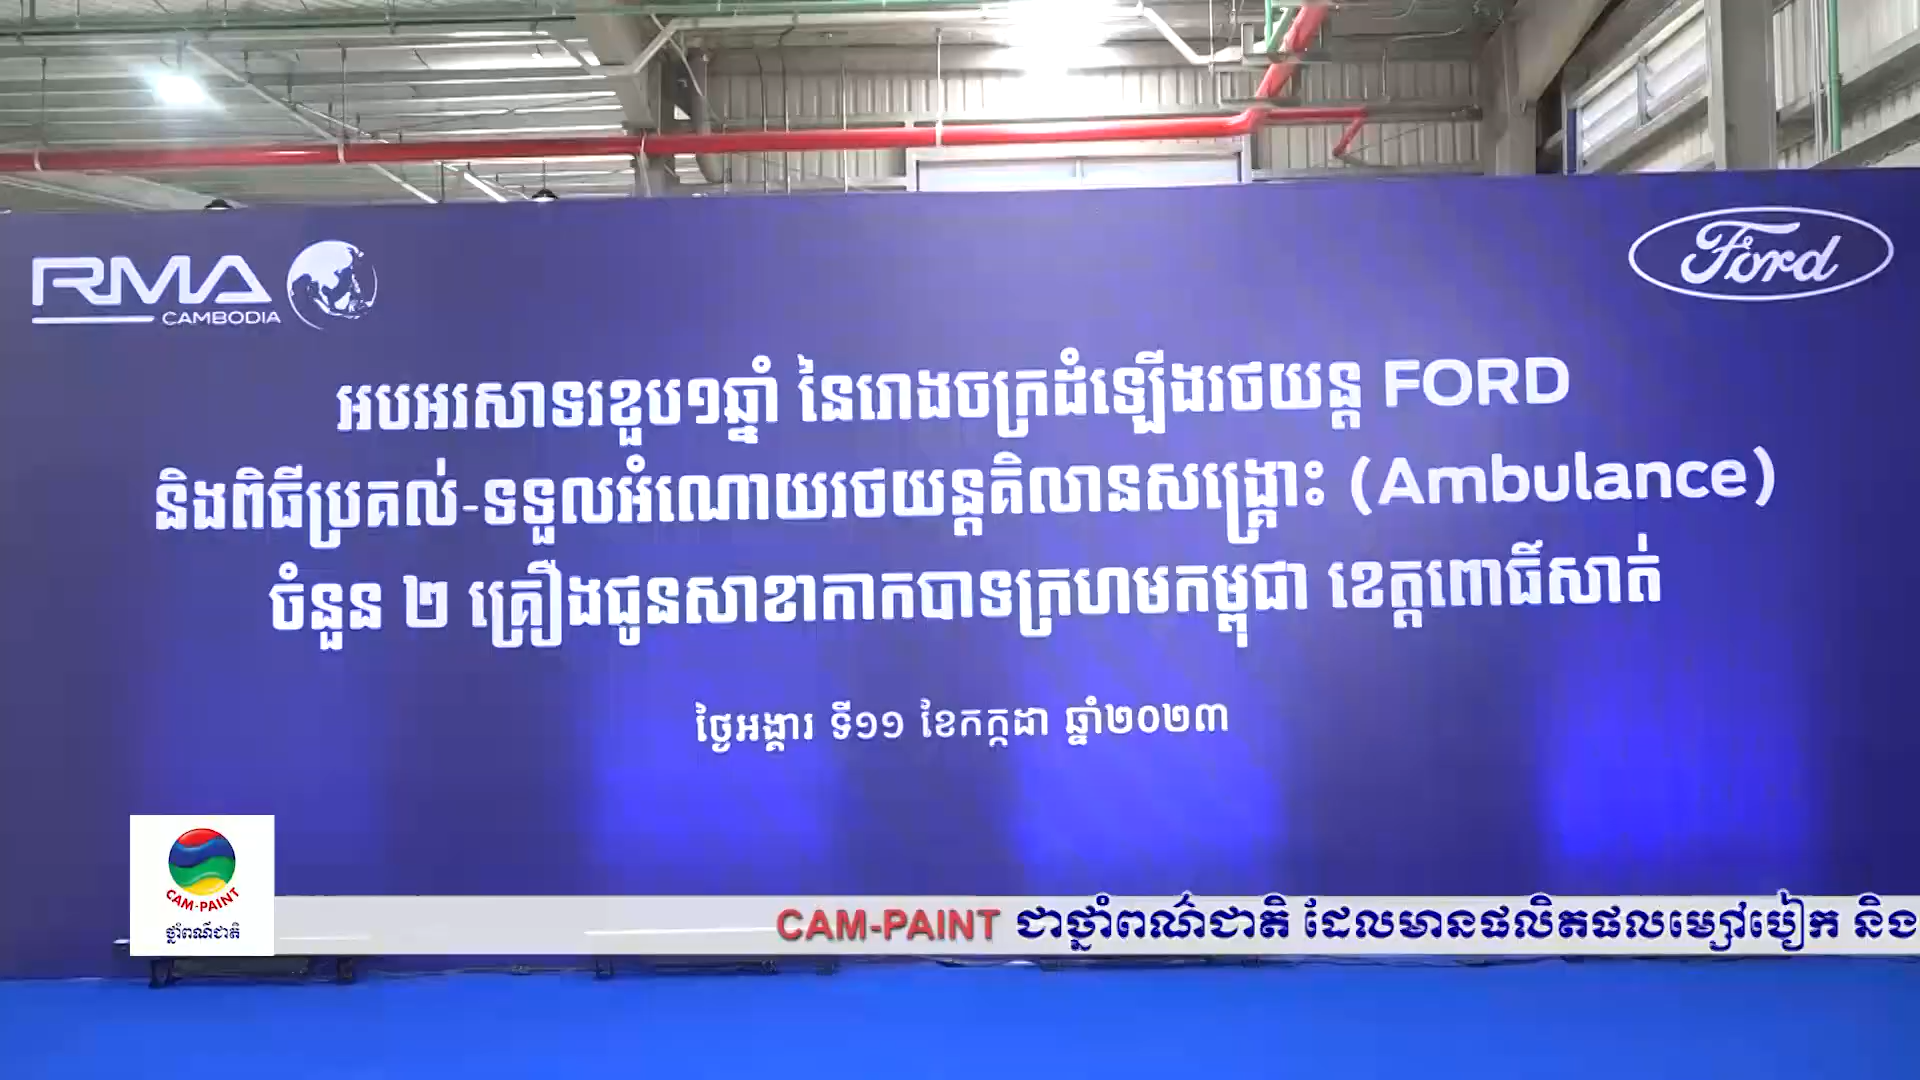 RMA
CAMBODIA
Ford
អបអរសាទរខួប១ឆ្នាំ នៃរោងចក្រដំឡើងរថយន្ត FORD
និងពិធីប្រគល់-ទទួលអំណោយរថយន្តគិលានសង្គ្រោះ (Ambulance)
ចំនួន ២ គ្រឿងជូនសាខាកាកបាទក្រហមកម្ពុជា ខេត្តពោធិ៍សាត់
ថ្ងៃអង្គារ ទី១១ ខែកក្កដា ឆ្នាំ២០២៣
CAM-PAINT
ថ្នាំពណ៌ជាតិ
CAM-PAINT ជាថ្នាំពណ៌ជាតិ ដែលមានផលិតផលម្សៅបៀក និង